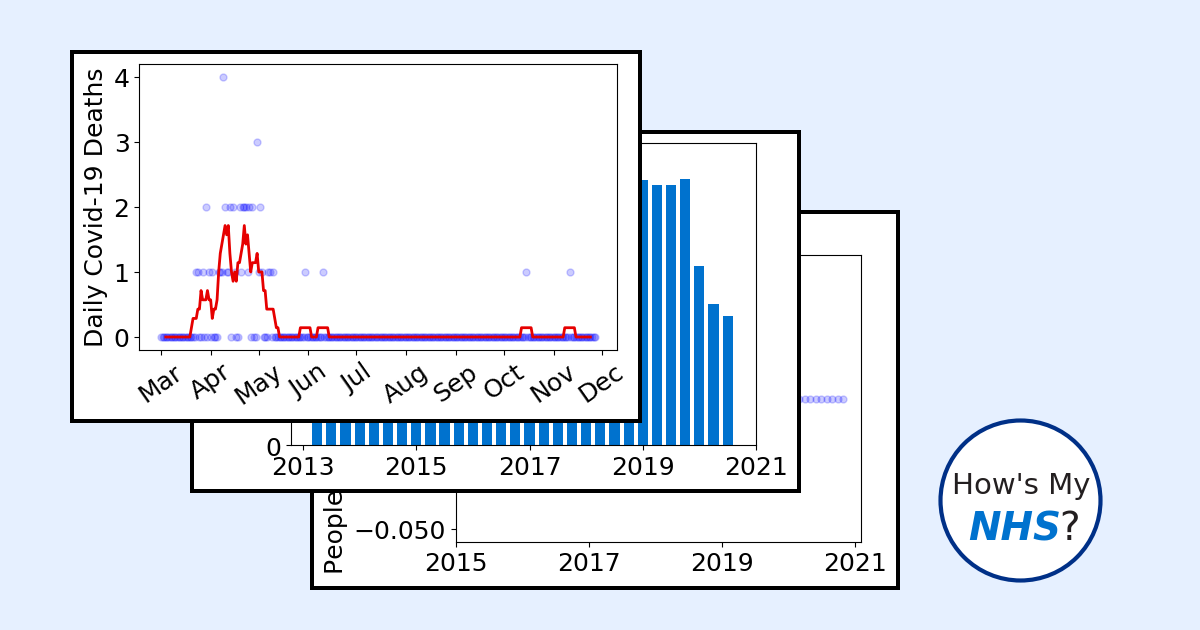 Daily Covid-19 Deaths
4
3
2
1
0
Mar Apr May Jun Jul Aug Sep Oct Nov Dec
0
2013 2015 2017 2019 2021
People
−0.050
2015 2017 2019 2021
How's My
NHS?